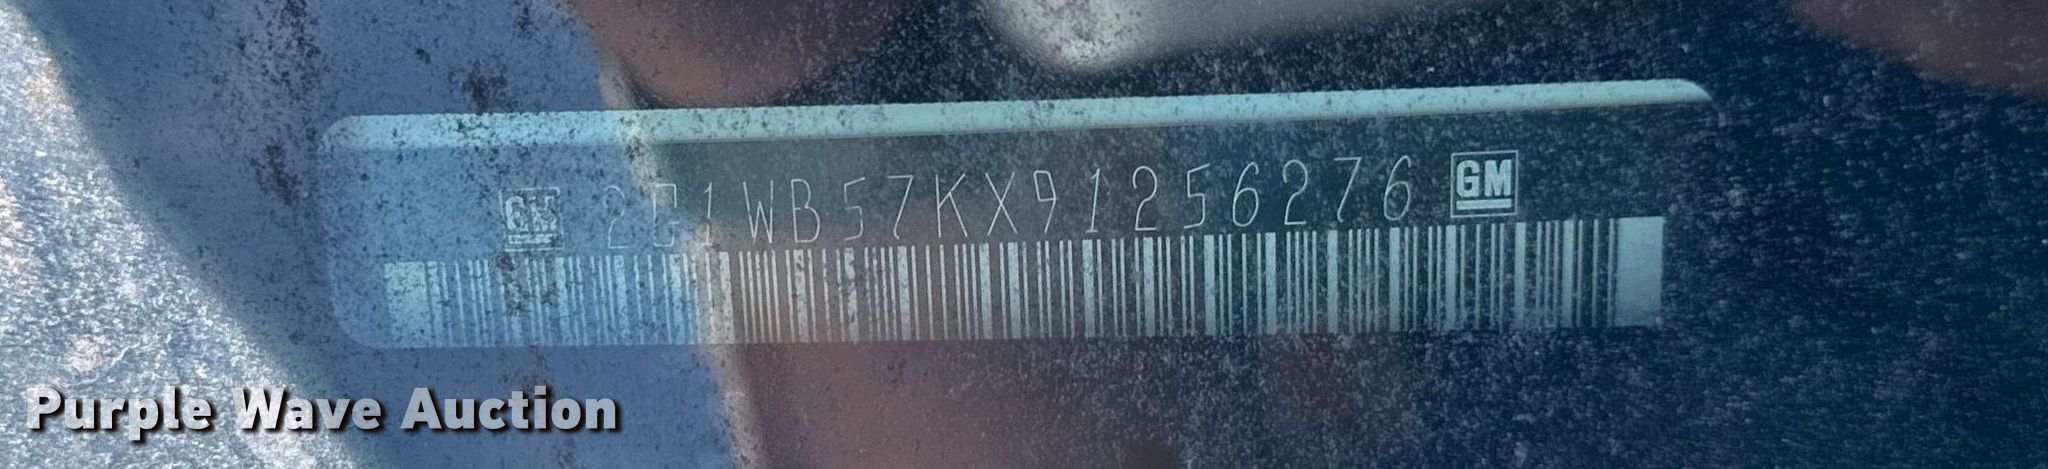 GM 2G1WB57KX91256276 GM
Purple Wave Auction